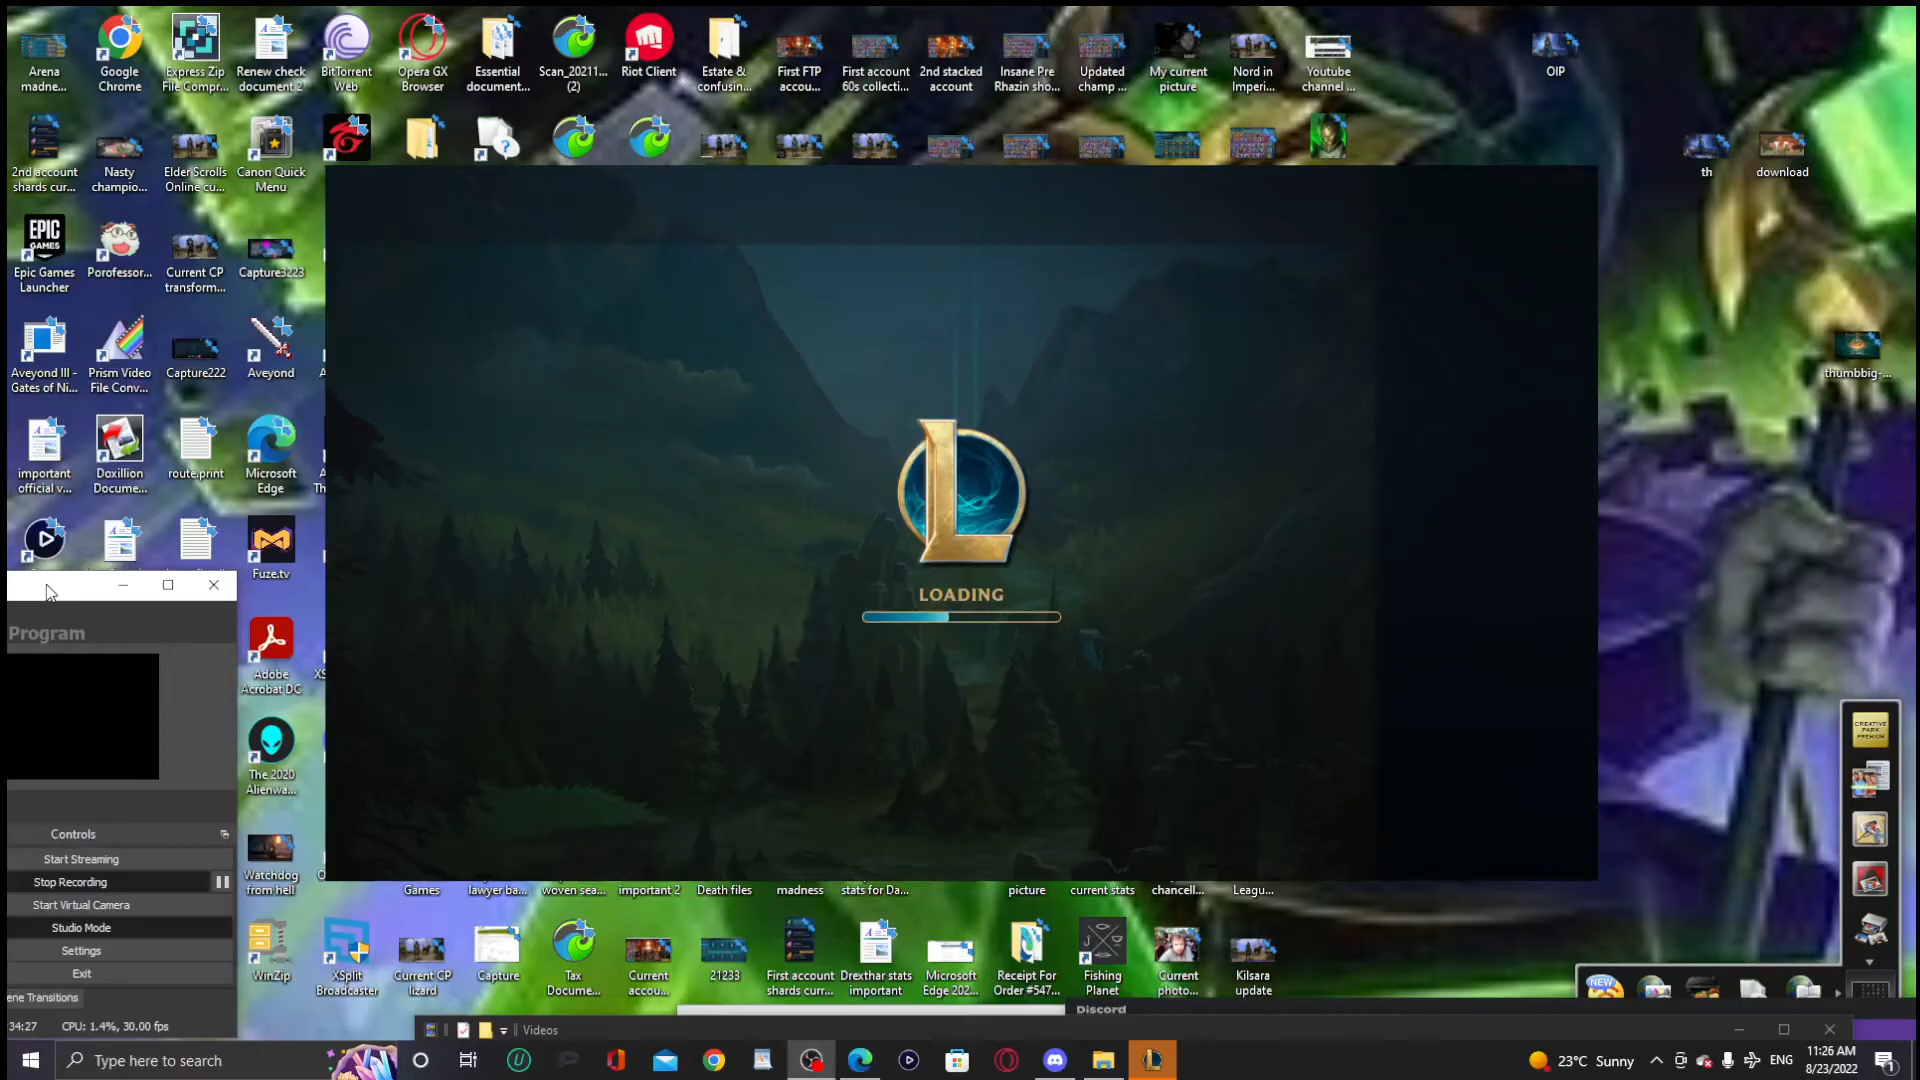 Arena
madne...
Google
Chrome
Express Zip
File Compr...
Renew check
document 2
BitTorrent
Web
Opera GX
Browser
Essential
document...
Scan_20211...
(2)
Riot Client
Estate &
confusin...
First FTP
accou...
First account
60s collecti...
2nd stacked
account
Insane Pre
Rhazin sho...
Updated
champ ...
My current
picture
Nord in
Imperi...
Youtube
channel ...
OIP
2nd account
shards cur...
Nasty
champio...
Elder Scrolls
Online cu...
Canon Quick
Menu
th
download
EPIC
GAMES
Epic Games
Launcher
Porofessor...
Current CP
transform...
Capture3223
Aveyond III -
Gates of Ni...
Prism Video
File Conv...
Capture222
Aveyond
thumbbig-...
important
official v...
Doxillion
Docume...
route.print
Microsoft
Edge
Fuze.tv
LOADING
Program
Adobe
Acrobat DC
The 2020
Alienwa...
CREATIVE
PARK
PREMIUM
Controls
Start Streaming
Stop Recording
Start Virtual Camera
Studio Mode
Settings
Exit
ene Transitions
34:27
CPU: 1.4%, 30.00 fps
Watchdog
from hell
Games
lawyer ba...
woven sea...
important 2
Death files
madness
stats for Da...
picture
current stats
chancell...
Leagu...
WinZip
XSplit
Broadcaster
Current CP
lizard
Capture
Tax
Docume...
Current
accou...
21233
First account
shards curr...
Drexthar stats
important
Microsoft
Edge 202...
Receipt For
Order #547...
Fishing
Planet
Current
photo...
Kilsara
update
NEW
Discord
Videos
Type here to search
23°C Sunny
ENG
11:26 AM
8/23/2022
1